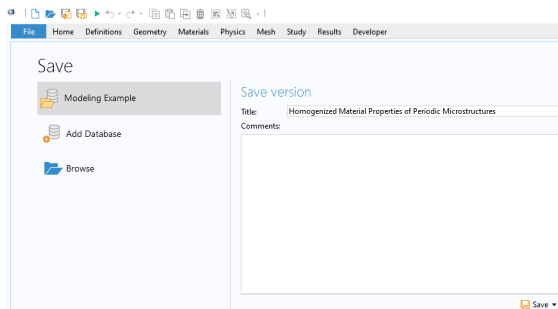 File Home Definitions Geometry Materials Physics Mesh Study Results Developer
Save
Modeling Example
Add Database
Browse
Save version
Title: Homogenized Material Properties of Periodic Microstructures
Comments:
Save